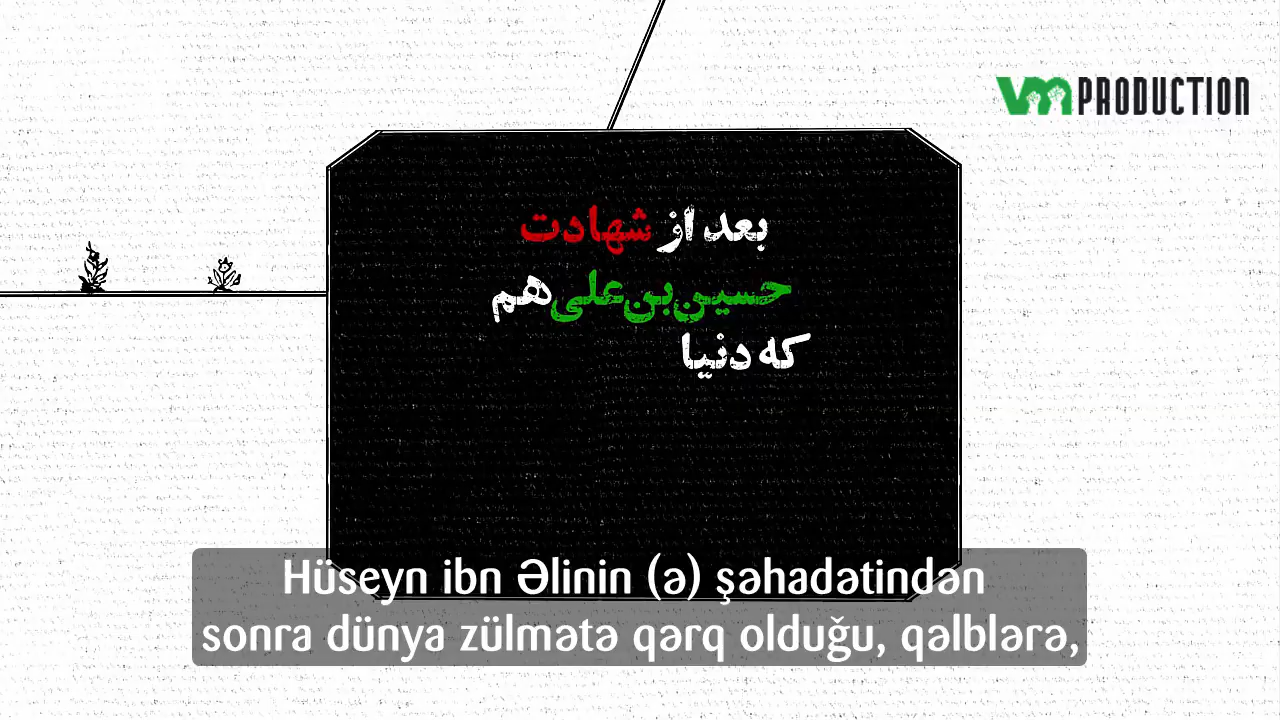 VM PRODUCTION
بعد از شهادت
حسین‌بن‌علی هم
که دنیا
Hüseyn ibn Əlinin (ə) şəhadətindən
sonra dünya zülmətə qərq olduğu, qəlblərə,